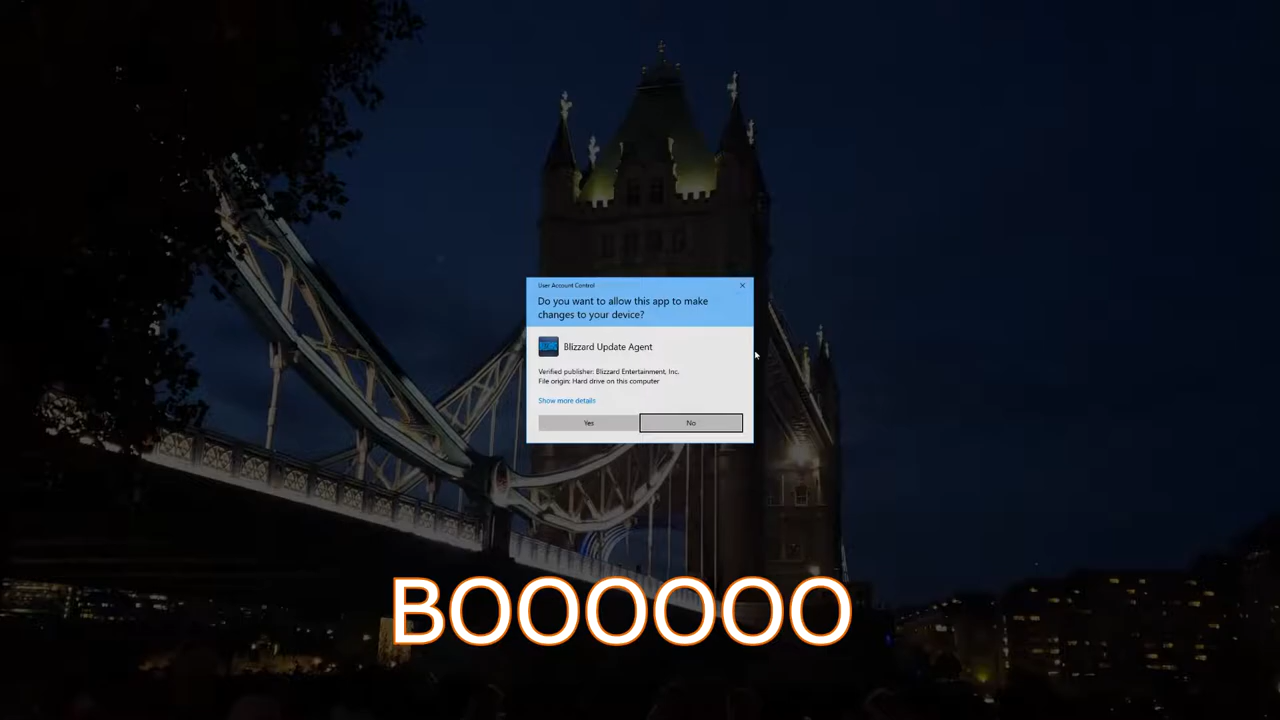 User Account Control
Do you want to allow this app to make
changes to your device?
Blizzard Update Agent
Verified publisher: Blizzard Entertainment, Inc.
File origin: Hard drive on this computer
Show more details
Yes
No
BOOOOOO